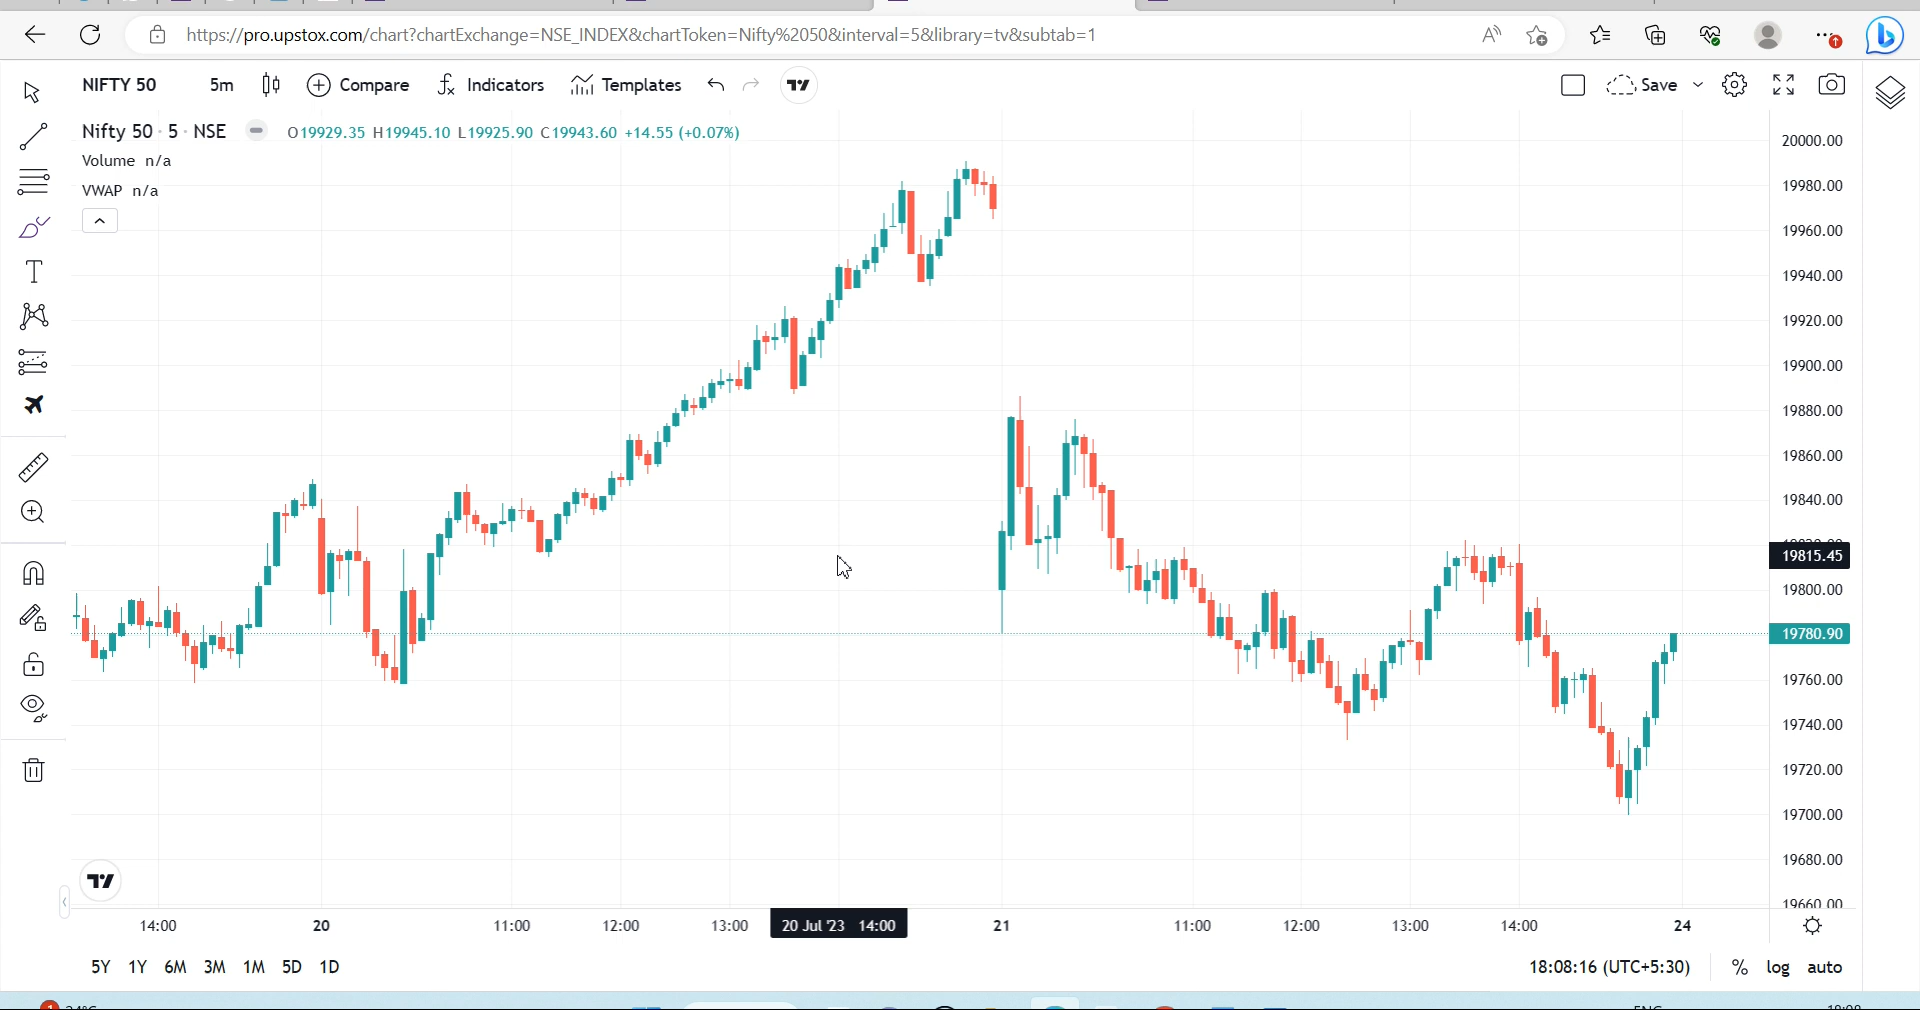 https://pro.upstox.com/chart?chartExchange=NSE_INDEX&chartToken=Nifty%2050&interval=5&library=tv&subtab=1
NIFTY 50 5m Compare Indicators Templates Save
Nifty 50 · 5 · NSE O19929.35 H19945.10 L19925.90 C19943.60 +14.55 (+0.07%)
Volume n/a
VWAP n/a
20000.00
19980.00
19960.00
19940.00
19920.00
19900.00
19880.00
19860.00
19840.00
19815.45
19800.00
19780.90
19760.00
19740.00
19720.00
19700.00
19680.00
19660.00
14:00 20 11:00 12:00 13:00 20 Jul '23 14:00 21 11:00 12:00 13:00 14:00 24
5Y 1Y 6M 3M 1M 5D 1D 18:08:16 (UTC+5:30) % log auto